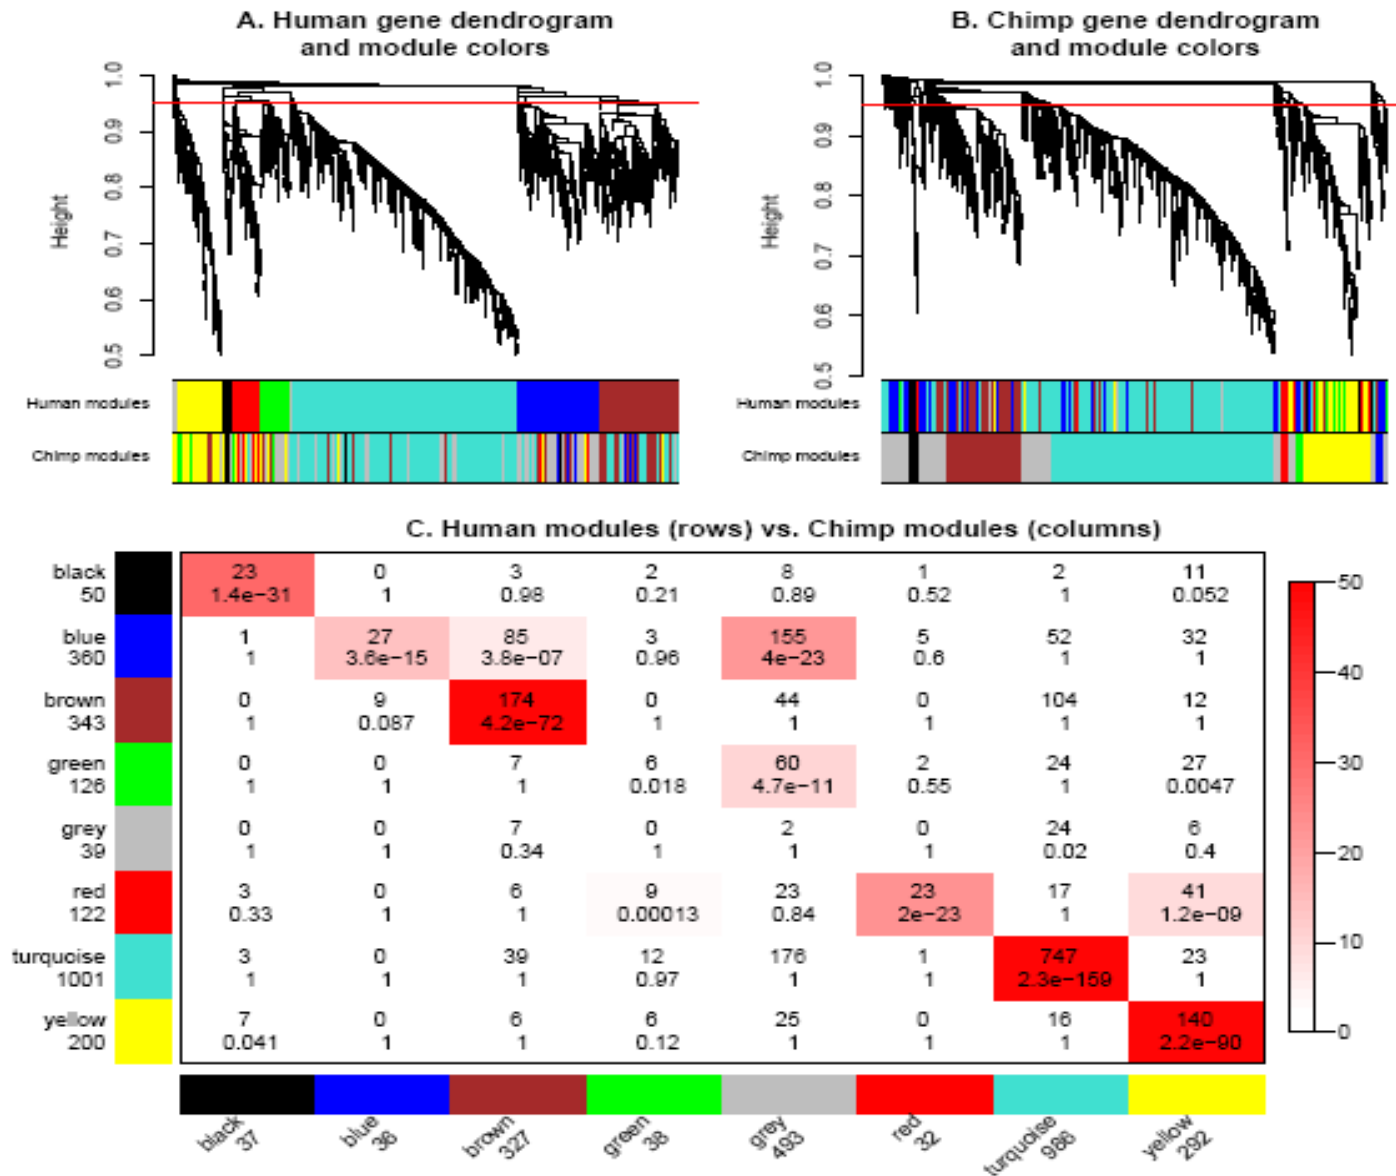 A. Human gene dendrogram
and module colors
B. Chimp gene dendrogram
and module colors
Height
1.0
0.9
0.8
0.7
0.6
0.5
Height
1.0
0.9
0.8
0.7
0.6
0.5
Human modules
Chimp modules
Human modules
Chimp modules
C. Human modules (rows) vs. Chimp modules (columns)
black 23 0 3 2 8 1 2 11
50 1.4e−31 1 0.98 0.21 0.89 0.52 1 0.052
blue 1 27 85 3 155 5 52 32
360 1 3.6e−15 3.8e−07 0.96 4e−23 0.6 1 1
brown 0 9 174 0 44 0 104 12
343 1 0.087 4.2e−72 1 1 1 1 1
green 0 0 7 6 60 2 24 27
126 1 1 1 0.018 4.7e−11 0.55 1 0.0047
grey 0 0 7 0 2 0 24 6
39 1 1 0.34 1 1 1 0.02 0.4
red 3 0 6 9 23 23 17 41
122 0.33 1 1 0.00013 0.84 2e−23 1 1.2e−09
turquoise 3 0 39 12 176 1 747 23
1001 1 1 1 0.97 1 1 2.3e−159 1
yellow 7 0 6 6 25 0 16 140
200 0.041 1 1 0.12 1 1 1 2.2e−90
50
40
30
20
10
0
black
37
blue
36
brown
327
green
38
grey
493
red
32
turquoise
986
yellow
292